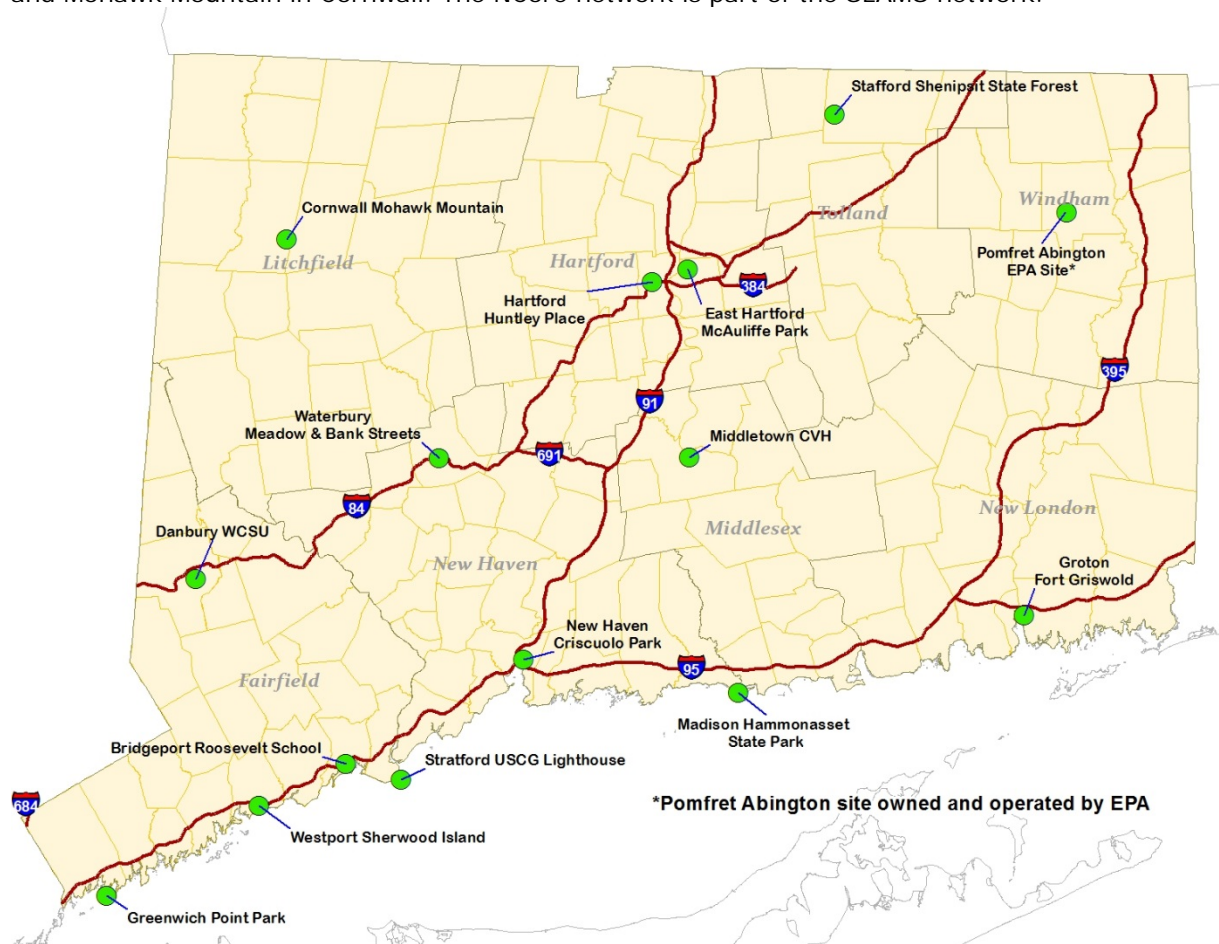 and Mohawk Mountain in Cornwall. The NCore network is part of the SLAMS network.
Stafford Shenipsit State Forest
Cornwall Mohawk Mountain
Windham
Tolland
Litchfield
Hartford
Pomfret Abington
EPA Site*
Hartford
Huntley Place
384
East Hartford
McAuliffe Park
395
91
Waterbury
Meadow & Bank Streets
Middletown CVH
691
84
New London
Middlesex
Danbury WCSU
New Haven
Groton
Fort Griswold
New Haven
Criscuolo Park
95
Fairfield
Madison Hammonasset
State Park
Bridgeport Roosevelt School
Stratford USCG Lighthouse
684
*Pomfret Abington site owned and operated by EPA
Westport Sherwood Island
Greenwich Point Park